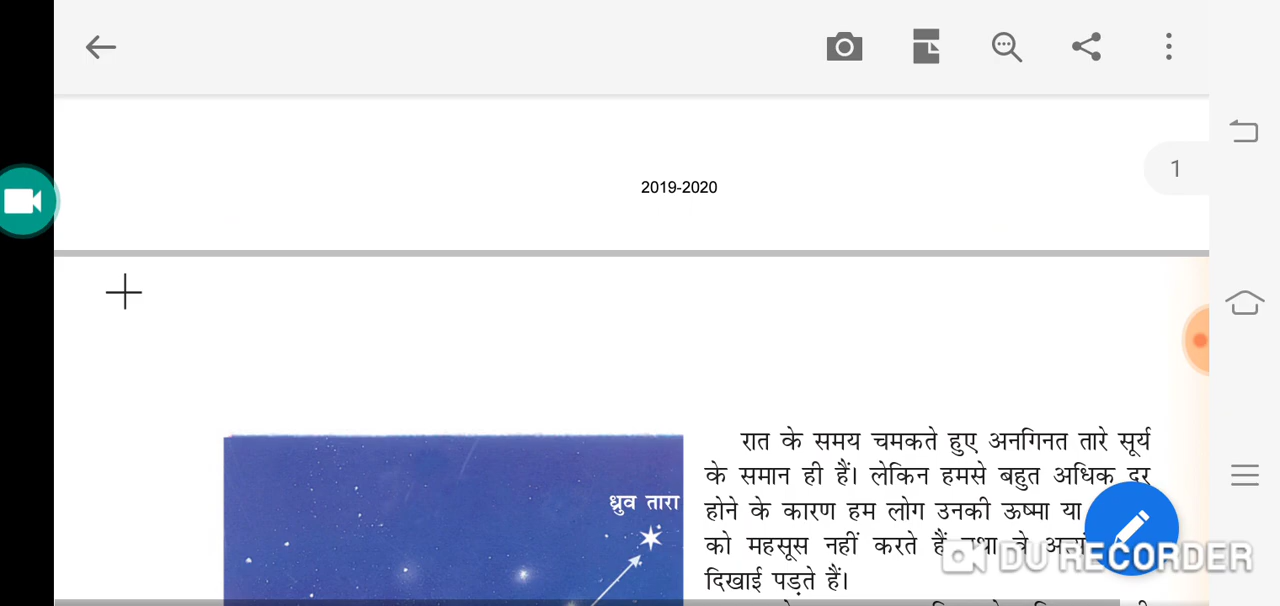 2019-2020
1
रात के समय चमकते हुए अनगिनत तारे सूर्य
के समान ही हैं। लेकिन हमसे बहुत अधिक दूर
ध्रुव तारा
होने के कारण हम लोग उनकी ऊष्मा या
को महसूस नहीं करते हैं तथा वे
दिखाई पड़ते हैं।
DU RECORDER